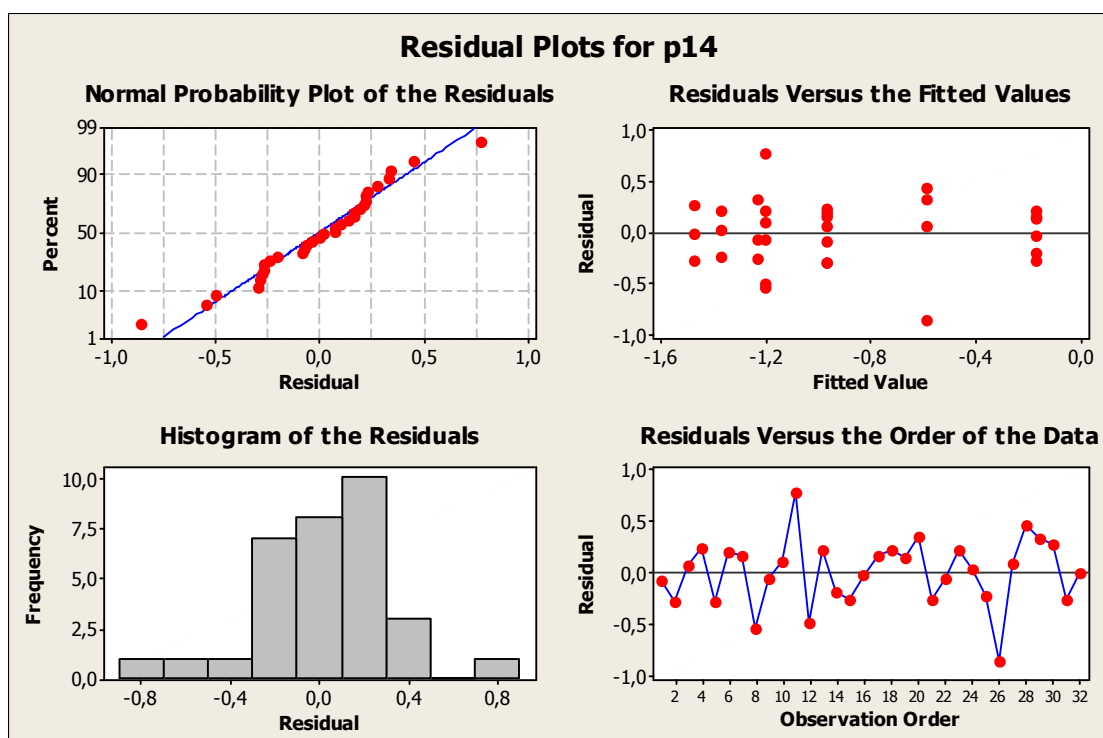 Residual Plots for p14
Normal Probability Plot of the Residuals
99
90
50
10
1
Percent
-1,0 -0,5 0,0 0,5 1,0
Residual
Residuals Versus the Fitted Values
1,0
0,5
0,0
-0,5
-1,0
Residual
-1,6 -1,2 -0,8 -0,4 0,0
Fitted Value
Histogram of the Residuals
10,0
7,5
5,0
2,5
0,0
Frequency
-0,8 -0,4 0,0 0,4 0,8
Residual
Residuals Versus the Order of the Data
1,0
0,5
0,0
-0,5
-1,0
Residual
2 4 6 8 10 12 14 16 18 20 22 24 26 28 30 32
Observation Order